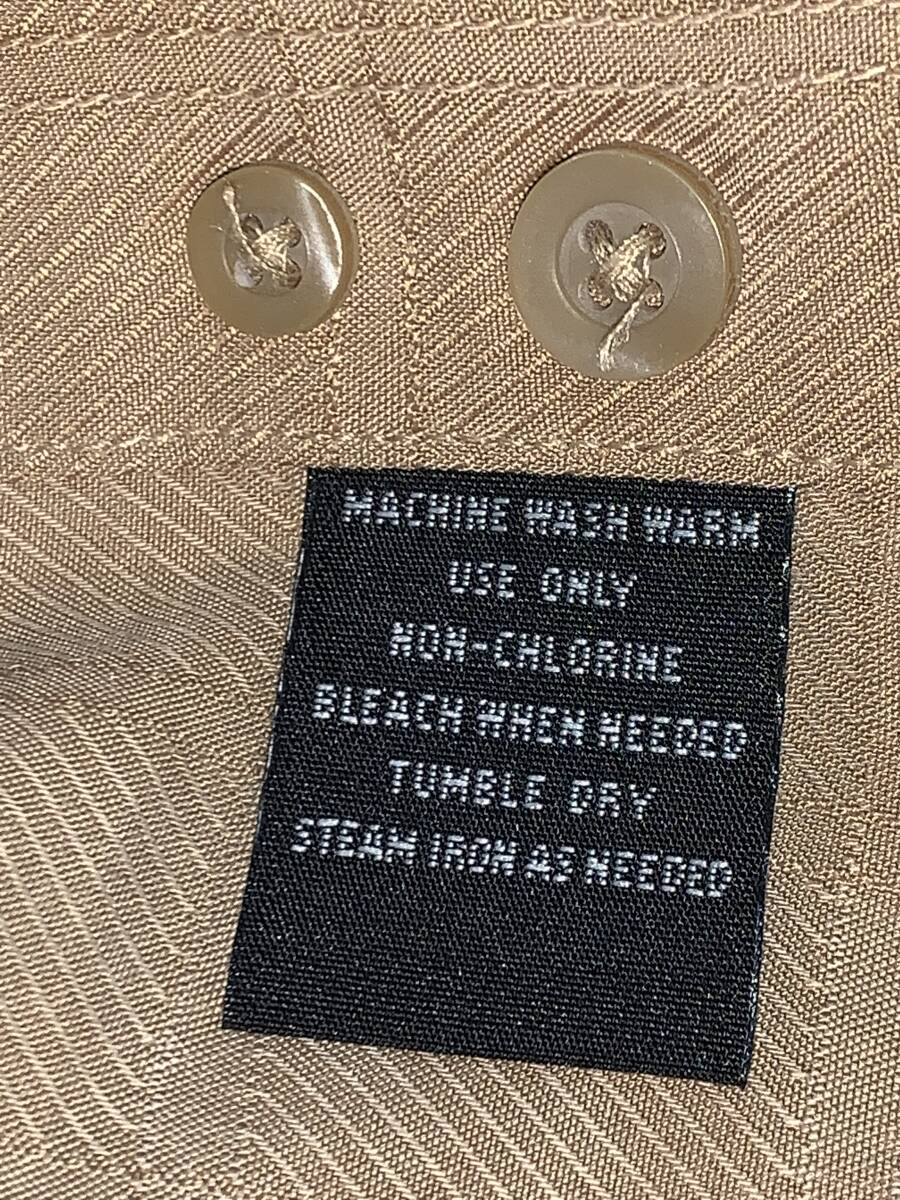 MACHINE WASH WARM
USE ONLY
NON-CHLORINE
BLEACH WHEN NEEDED
TUMBLE DRY
STEAM IRON AS NEEDED